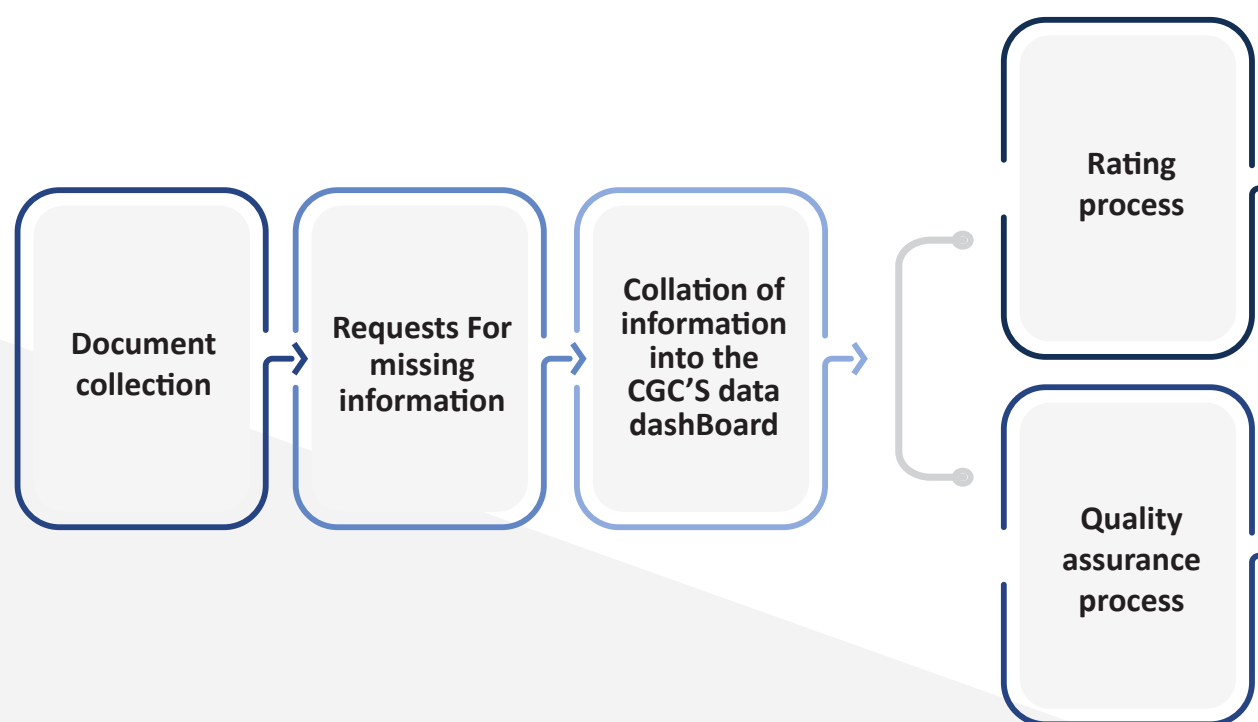 Document
collection
Requests For
missing
information
Collation of
information
into the
CGC’S data
dashBoard
Rating
process
Quality
assurance
process